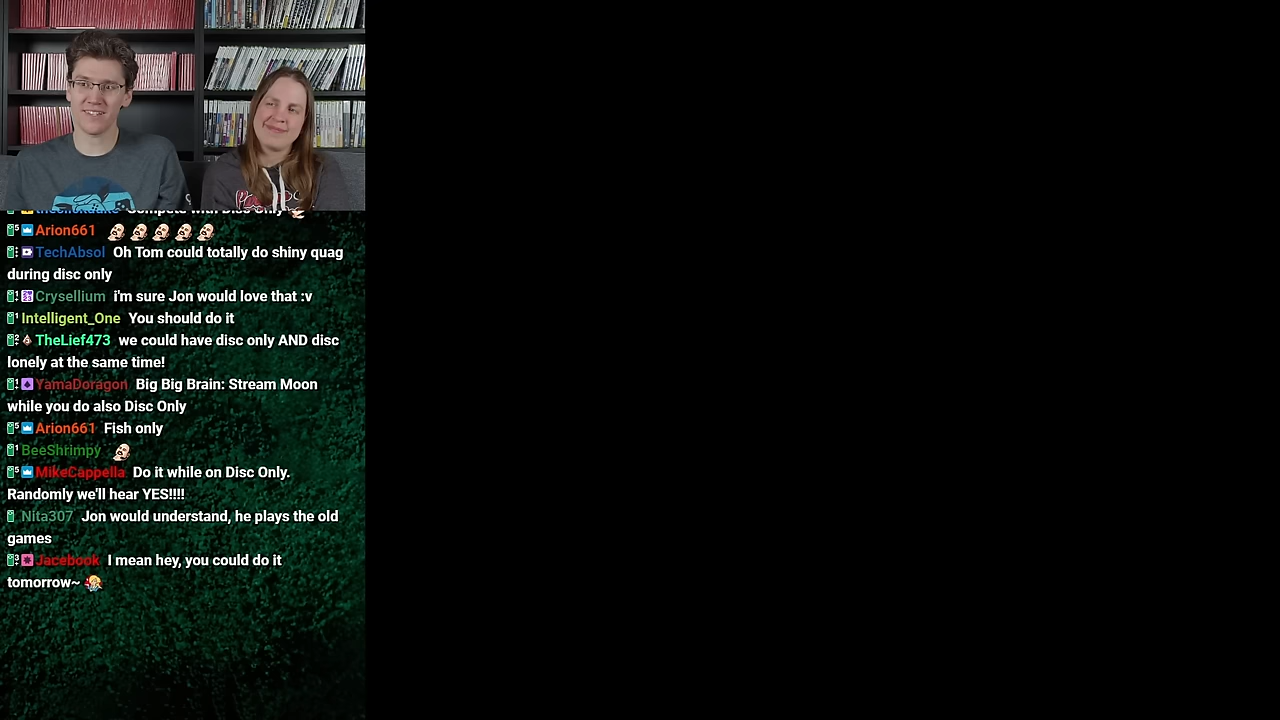 Compete with Disc Only
Arion661
TechAbsol Oh Tom could totally do shiny quag
during disc only
Crysellium i'm sure Jon would love that :v
Intelligent_One You should do it
TheLief473 we could have disc only AND disc
lonely at the same time!
YamaDoragon Big Big Brain: Stream Moon
while you do also Disc Only
Arion661 Fish only
BeeShrimpy
MikeCappella Do it while on Disc Only.
Randomly we'll hear YES!!!!
Nita307 Jon would understand, he plays the old
games
Jacebook I mean hey, you could do it
tomorrow~